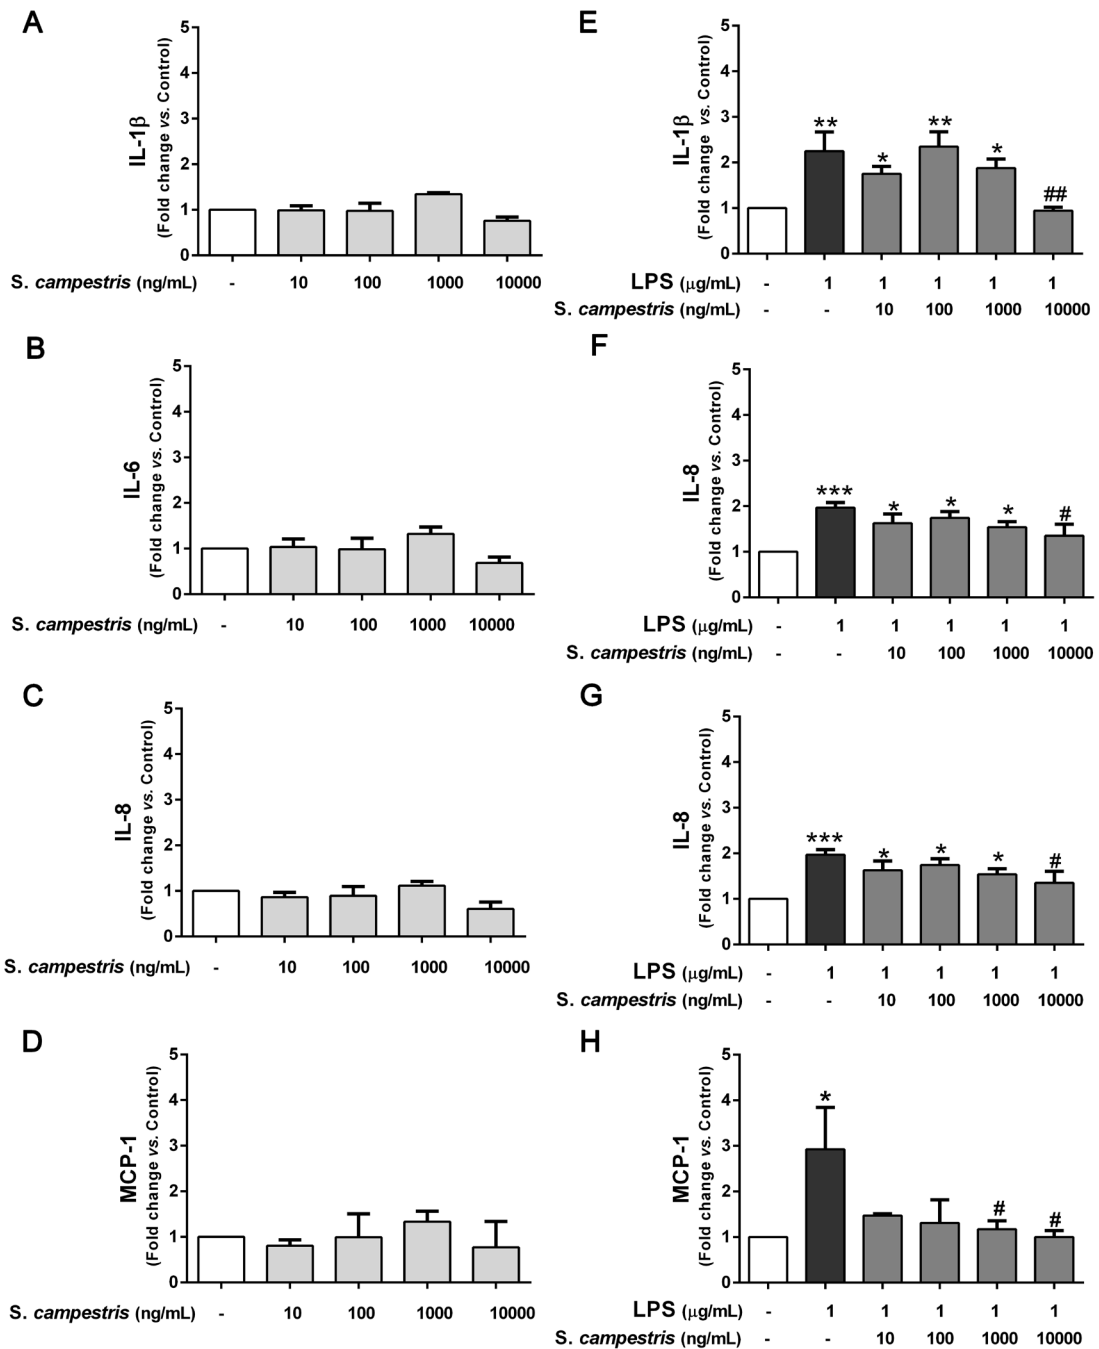 A
IL-1β
(Fold change vs. Control)
5
4
3
2
1
0
S. campestris (ng/mL) - 10 100 1000 10000
B
IL-6
(Fold change vs. Control)
5
4
3
2
1
0
S. campestris (ng/mL) - 10 100 1000 10000
C
IL-8
(Fold change vs. Control)
5
4
3
2
1
0
S. campestris (ng/mL) - 10 100 1000 10000
D
MCP-1
(Fold change vs. Control)
5
4
3
2
1
0
S. campestris (ng/mL) - 10 100 1000 10000
E
IL-1β
(Fold change vs. Control)
5
4
3
2
1
0
** * ** * ##
LPS (μg/mL) - 1 1 1 1 1
S. campestris (ng/mL) - - 10 100 1000 10000
F
IL-8
(Fold change vs. Control)
5
4
3
2
1
0
*** * * * #
LPS (μg/mL) - 1 1 1 1 1
S. campestris (ng/mL) - - 10 100 1000 10000
G
IL-8
(Fold change vs. Control)
5
4
3
2
1
0
*** * * * #
LPS (μg/mL) - 1 1 1 1 1
S. campestris (ng/mL) - - 10 100 1000 10000
H
MCP-1
(Fold change vs. Control)
5
4
3
2
1
0
* # #
LPS (μg/mL) - 1 1 1 1 1
S. campestris (ng/mL) - - 10 100 1000 10000